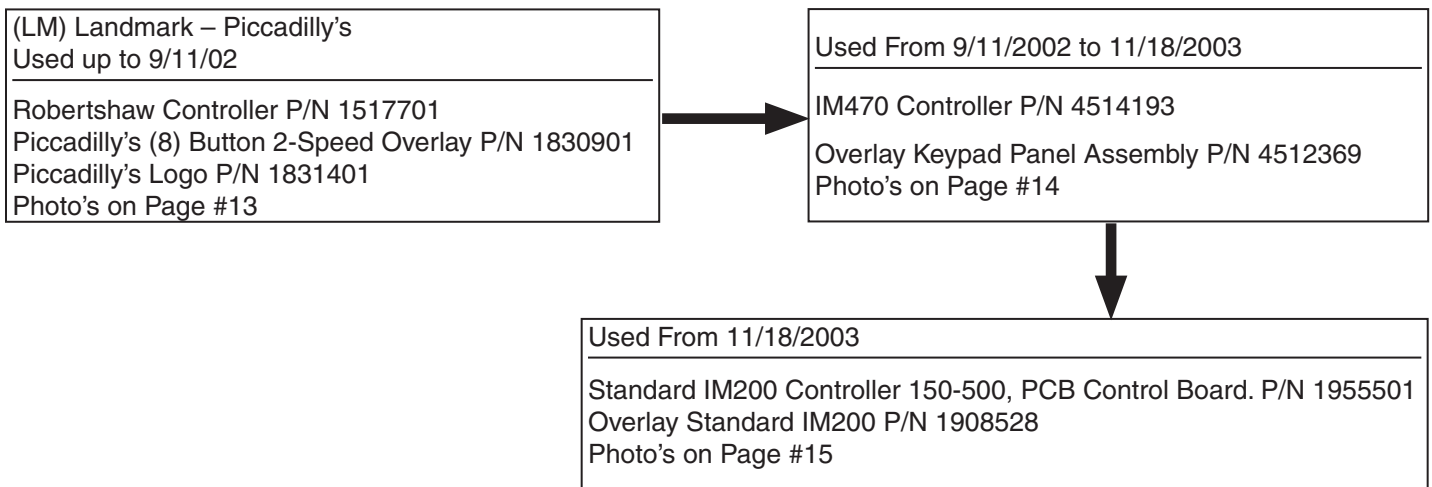 (LM) Landmark – Piccadilly's
Used up to 9/11/02
Robertshaw Controller P/N 1517701
Piccadilly's (8) Button 2-Speed Overlay P/N 1830901
Piccadilly's Logo P/N 1831401
Photo's on Page #13
Used From 9/11/2002 to 11/18/2003
IM470 Controller P/N 4514193
Overlay Keypad Panel Assembly P/N 4512369
Photo's on Page #14
Used From 11/18/2003
Standard IM200 Controller 150-500, PCB Control Board. P/N 1955501
Overlay Standard IM200 P/N 1908528
Photo's on Page #15